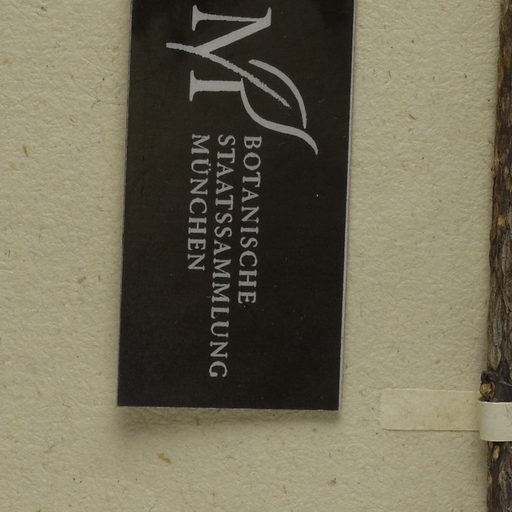 M
BOTANISCHE
STAATSSAMMLUNG
MÜNCHEN